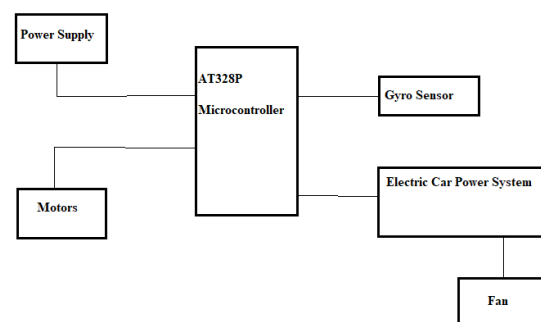 Power Supply
AT328P
Microcontroller
Gyro Sensor
Electric Car Power System
Motors
Fan